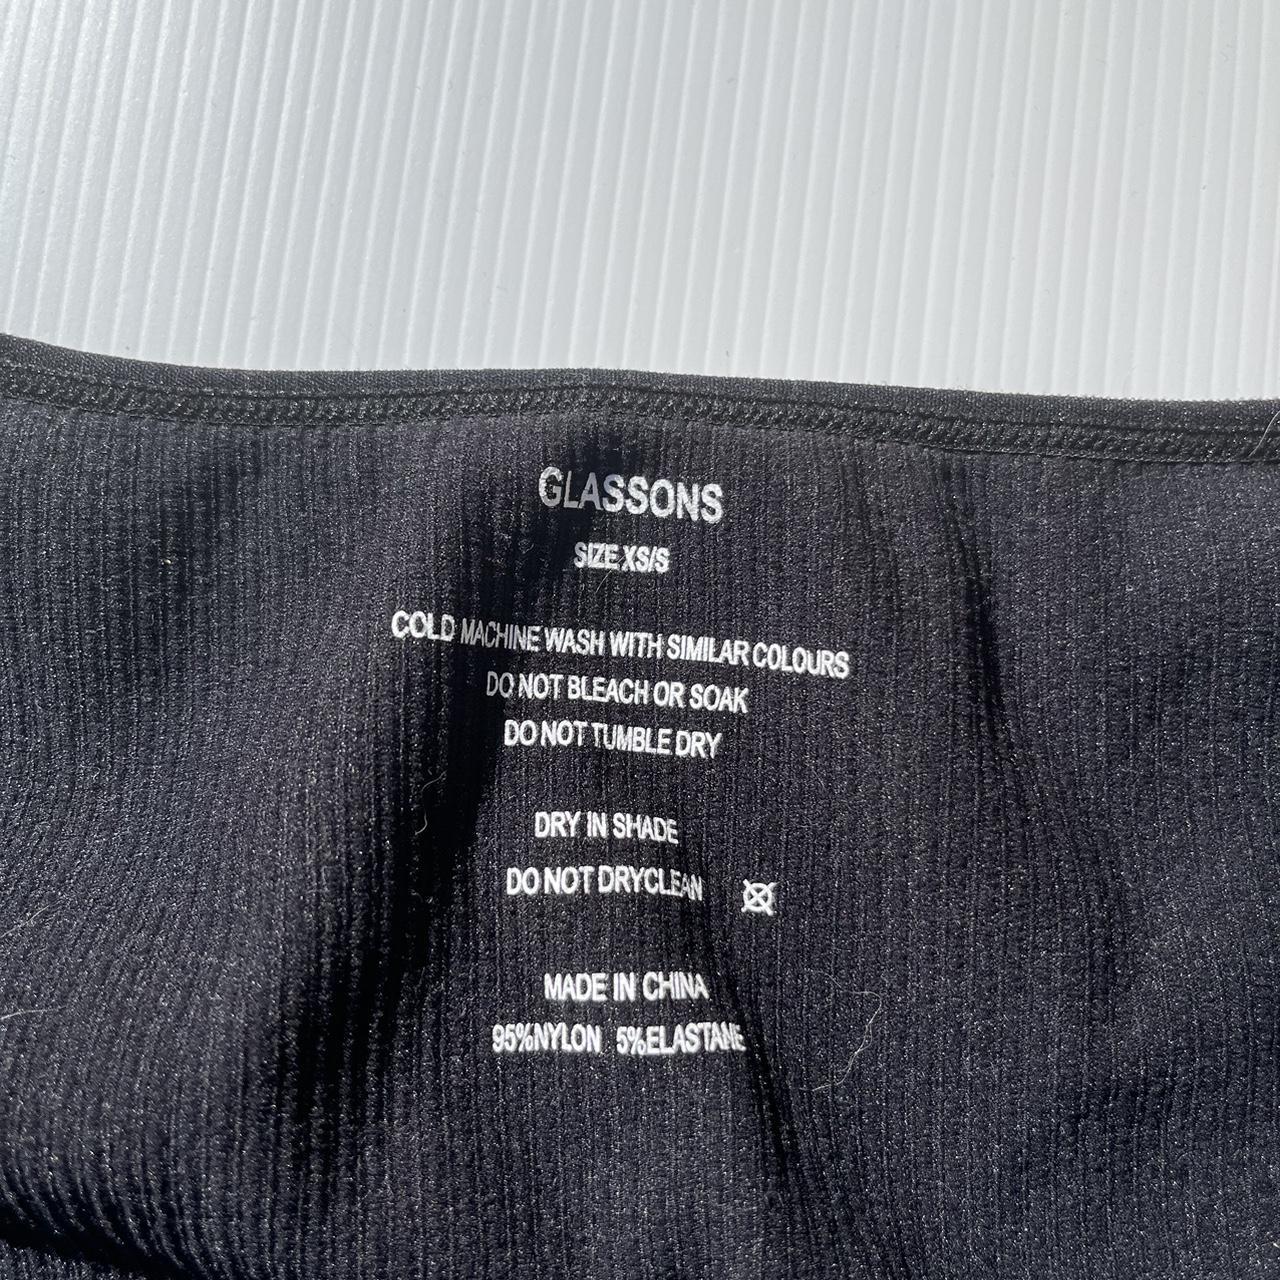 GLASSONS
SIZE XS/S
COLD MACHINE WASH WITH SIMILAR COLOURS
DO NOT BLEACH OR SOAK
DO NOT TUMBLE DRY
DRY IN SHADE
DO NOT DRYCLEAN
MADE IN CHINA
95%NYLON 5%ELASTANE